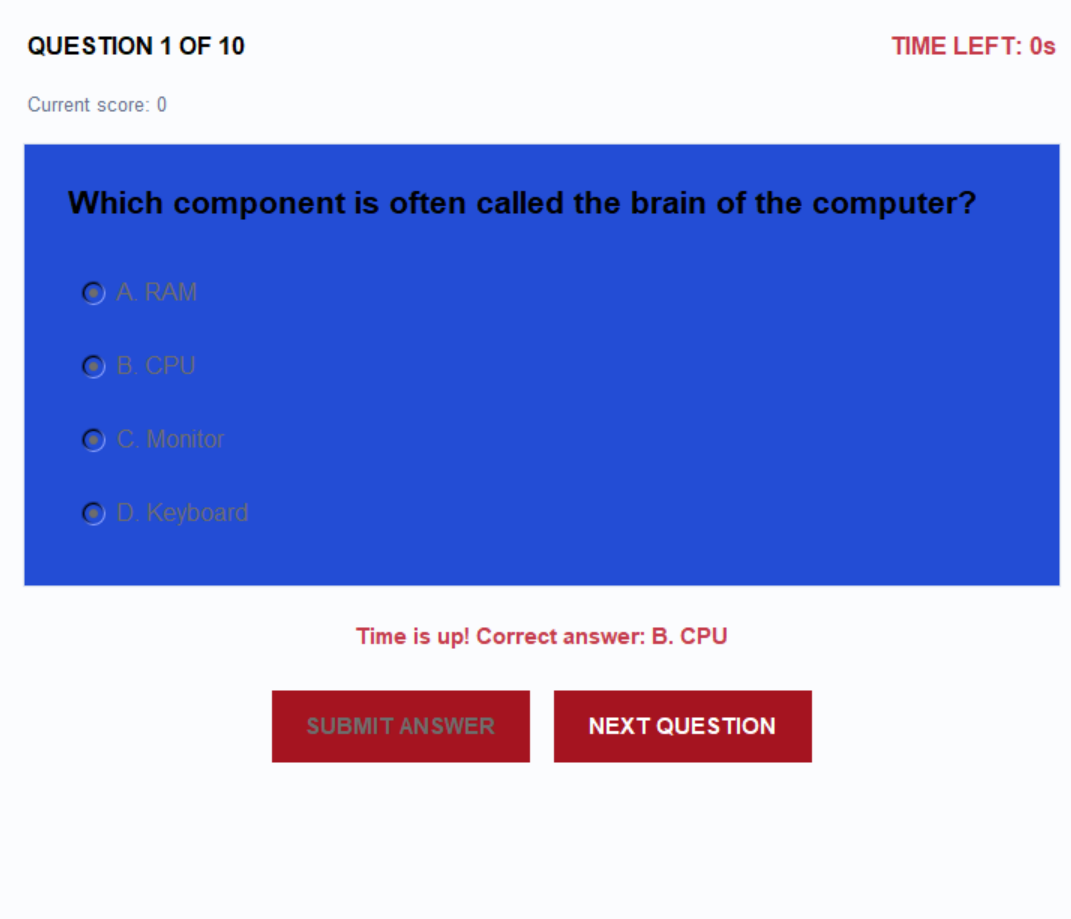 QUESTION 1 OF 10
TIME LEFT: 0s
Current score: 0
Which component is often called the brain of the computer?
A. RAM
B. CPU
C. Monitor
D. Keyboard
Time is up! Correct answer: B. CPU
SUBMIT ANSWER
NEXT QUESTION